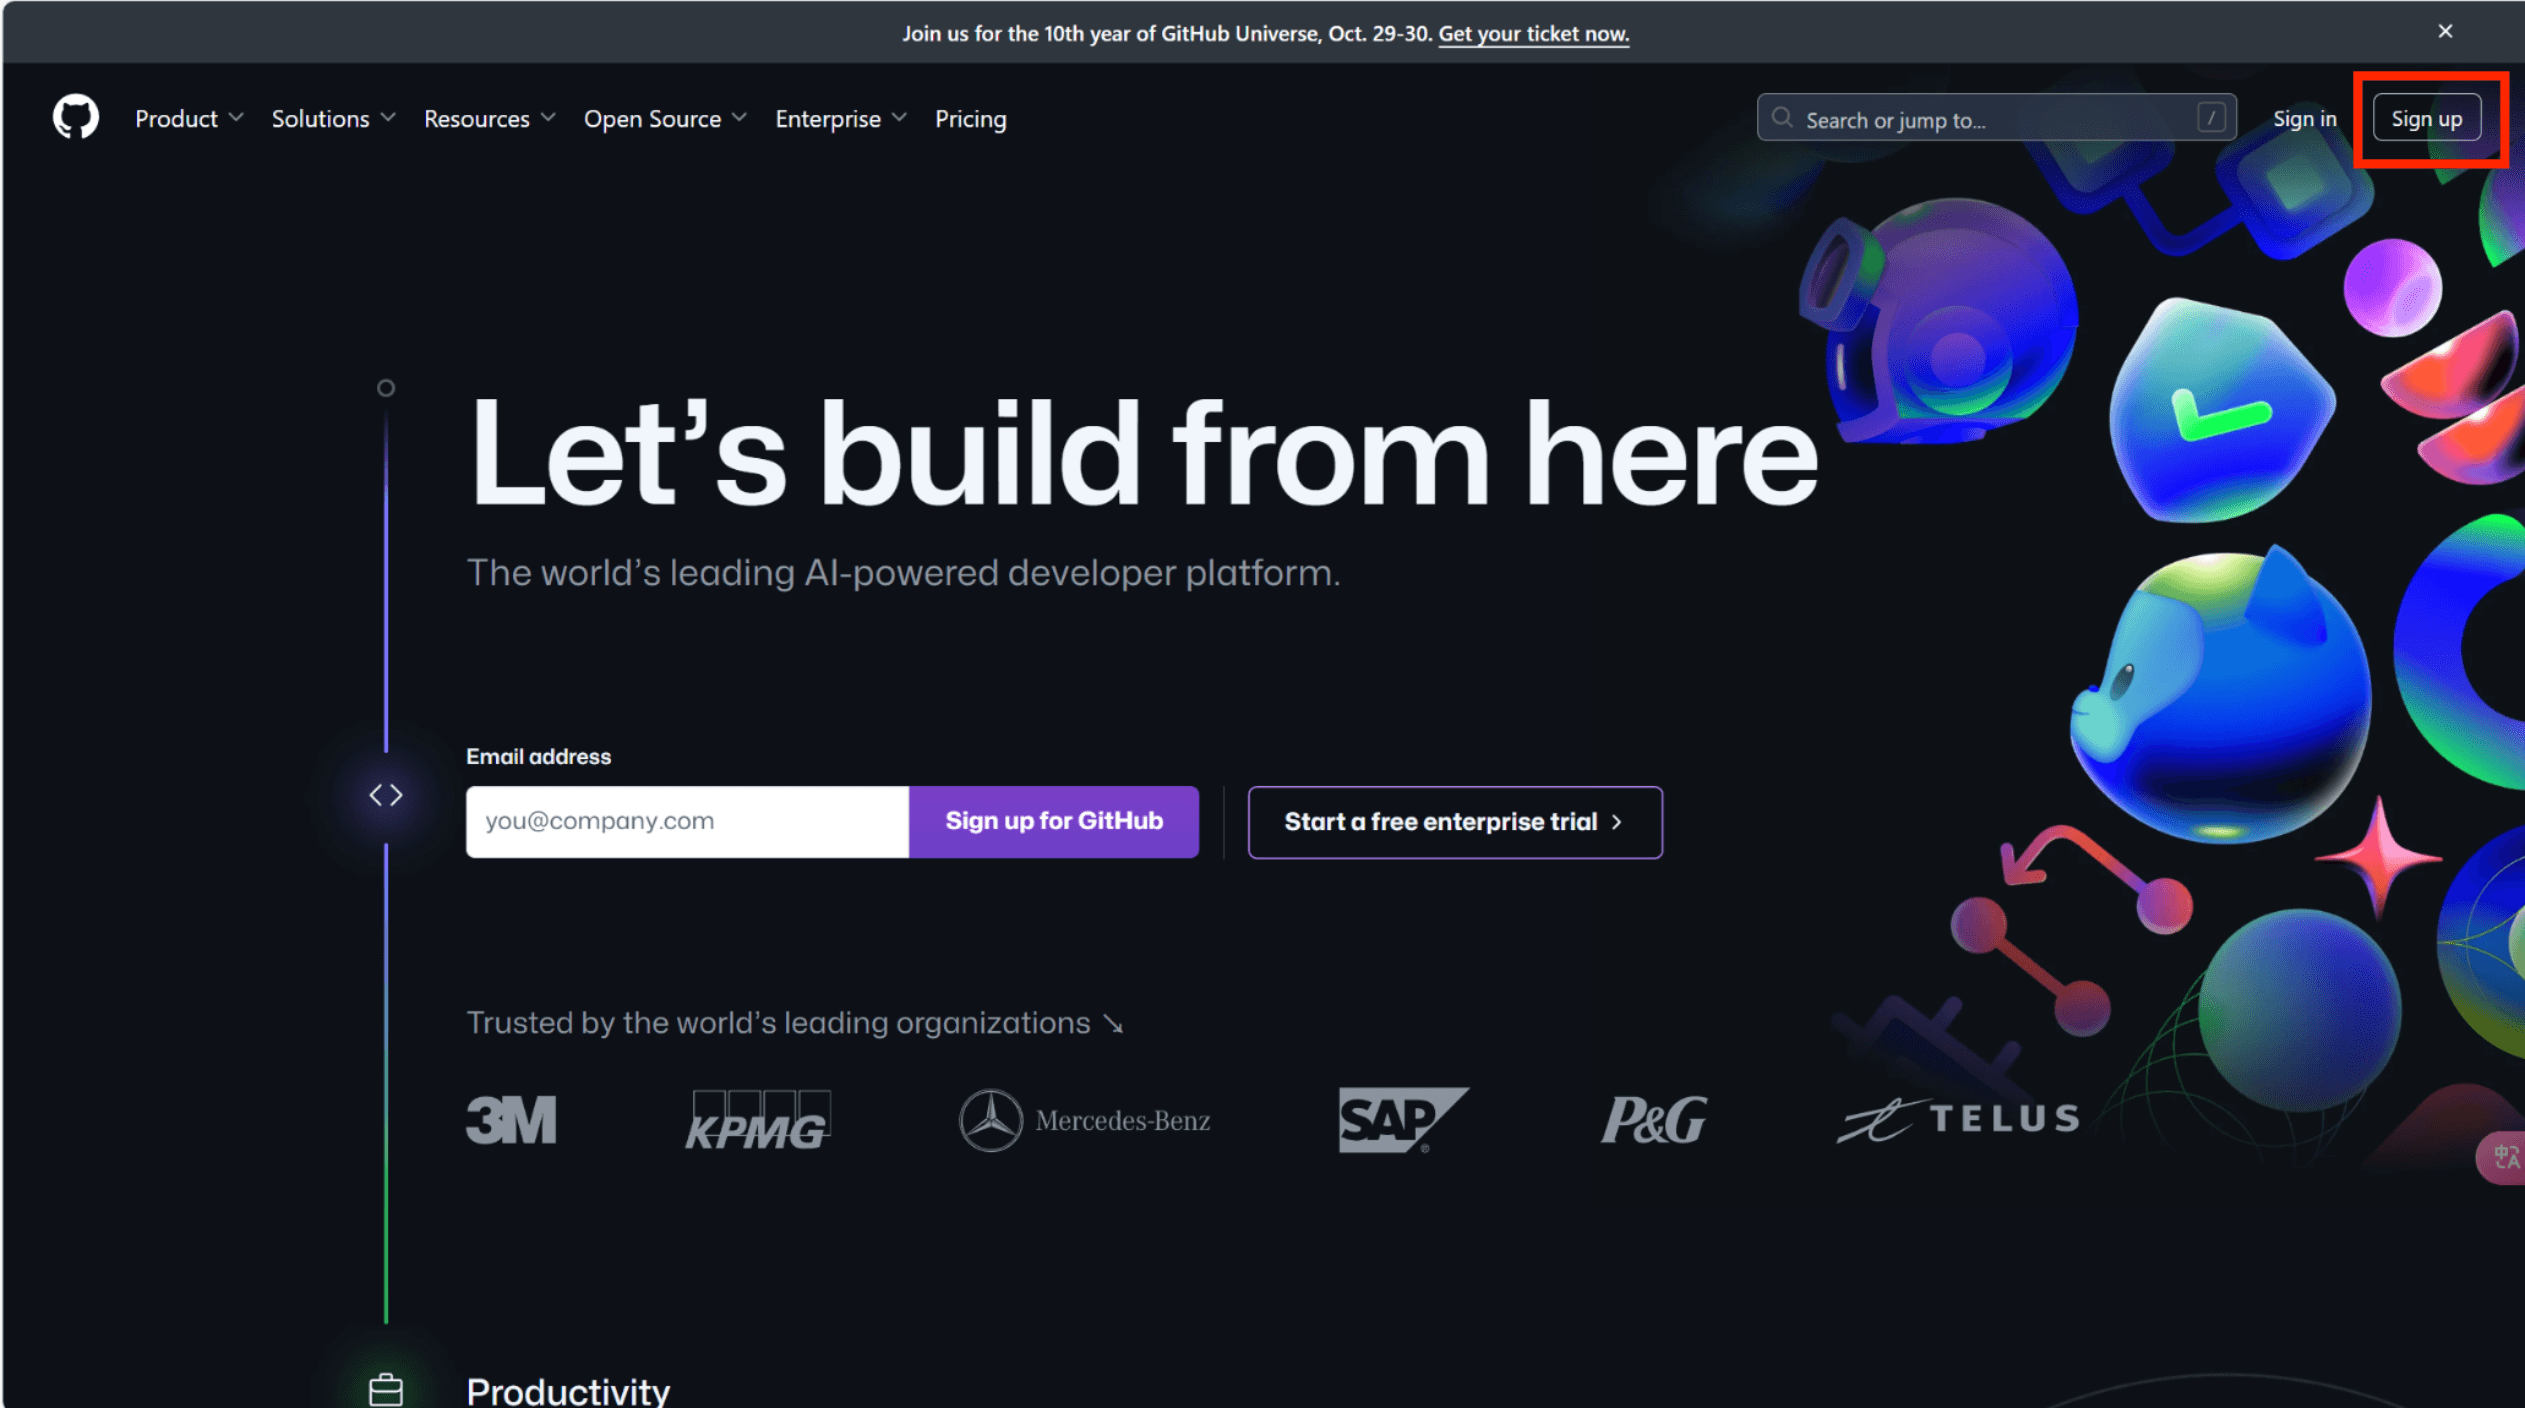 Join us for the 10th year of GitHub Universe, Oct. 29-30. Get your ticket now.
Product Solutions Resources Open Source Enterprise Pricing Search or jump to... / Sign in Sign up
Let’s build from here
The world’s leading AI-powered developer platform.
Email address
you@company.com Sign up for GitHub Start a free enterprise trial
Trusted by the world’s leading organizations
3M KPMG Mercedes-Benz SAP® P&G TELUS
中A
Productivity